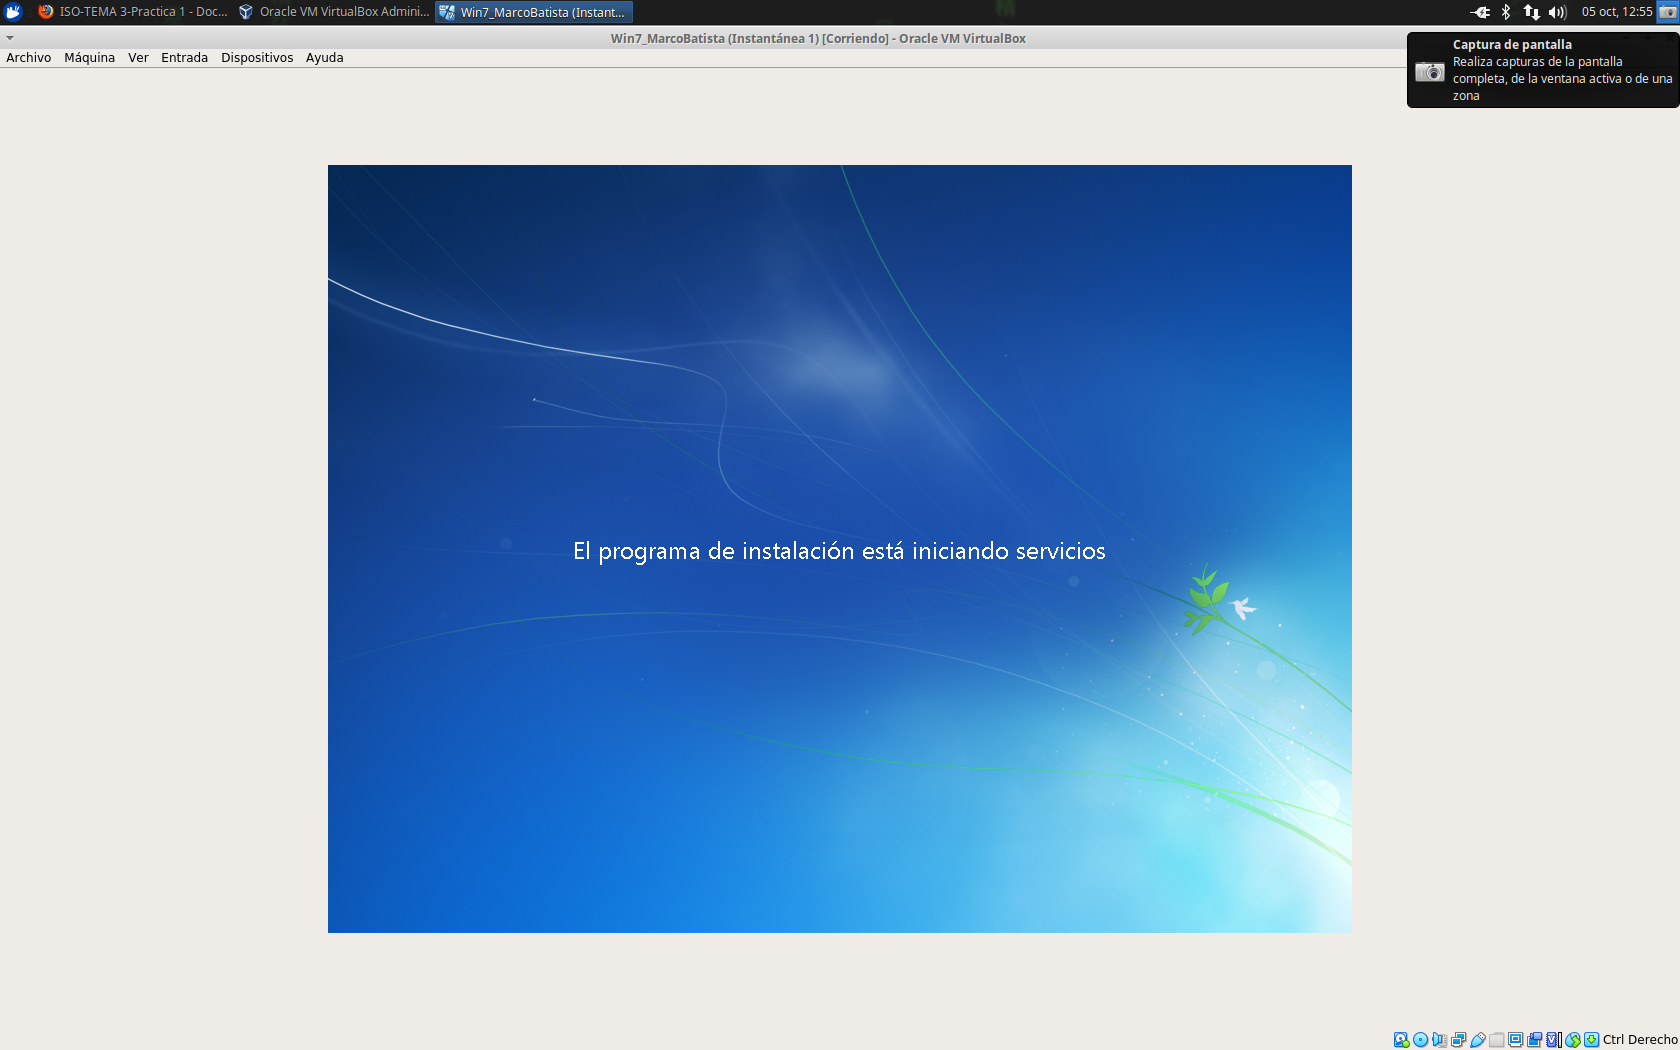 ISO-TEMA 3-Practica 1 - Doc...
Oracle VM VirtualBox Admini...
Win7_MarcoBatista (Instant...
05 oct, 12:55
Win7_MarcoBatista (Instantánea 1) [Corriendo] - Oracle VM VirtualBox
Archivo Máquina Ver Entrada Dispositivos Ayuda
Captura de pantalla
Realiza capturas de la pantalla
completa, de la ventana activa o de una
zona
El programa de instalación está iniciando servicios
Ctrl Derecho